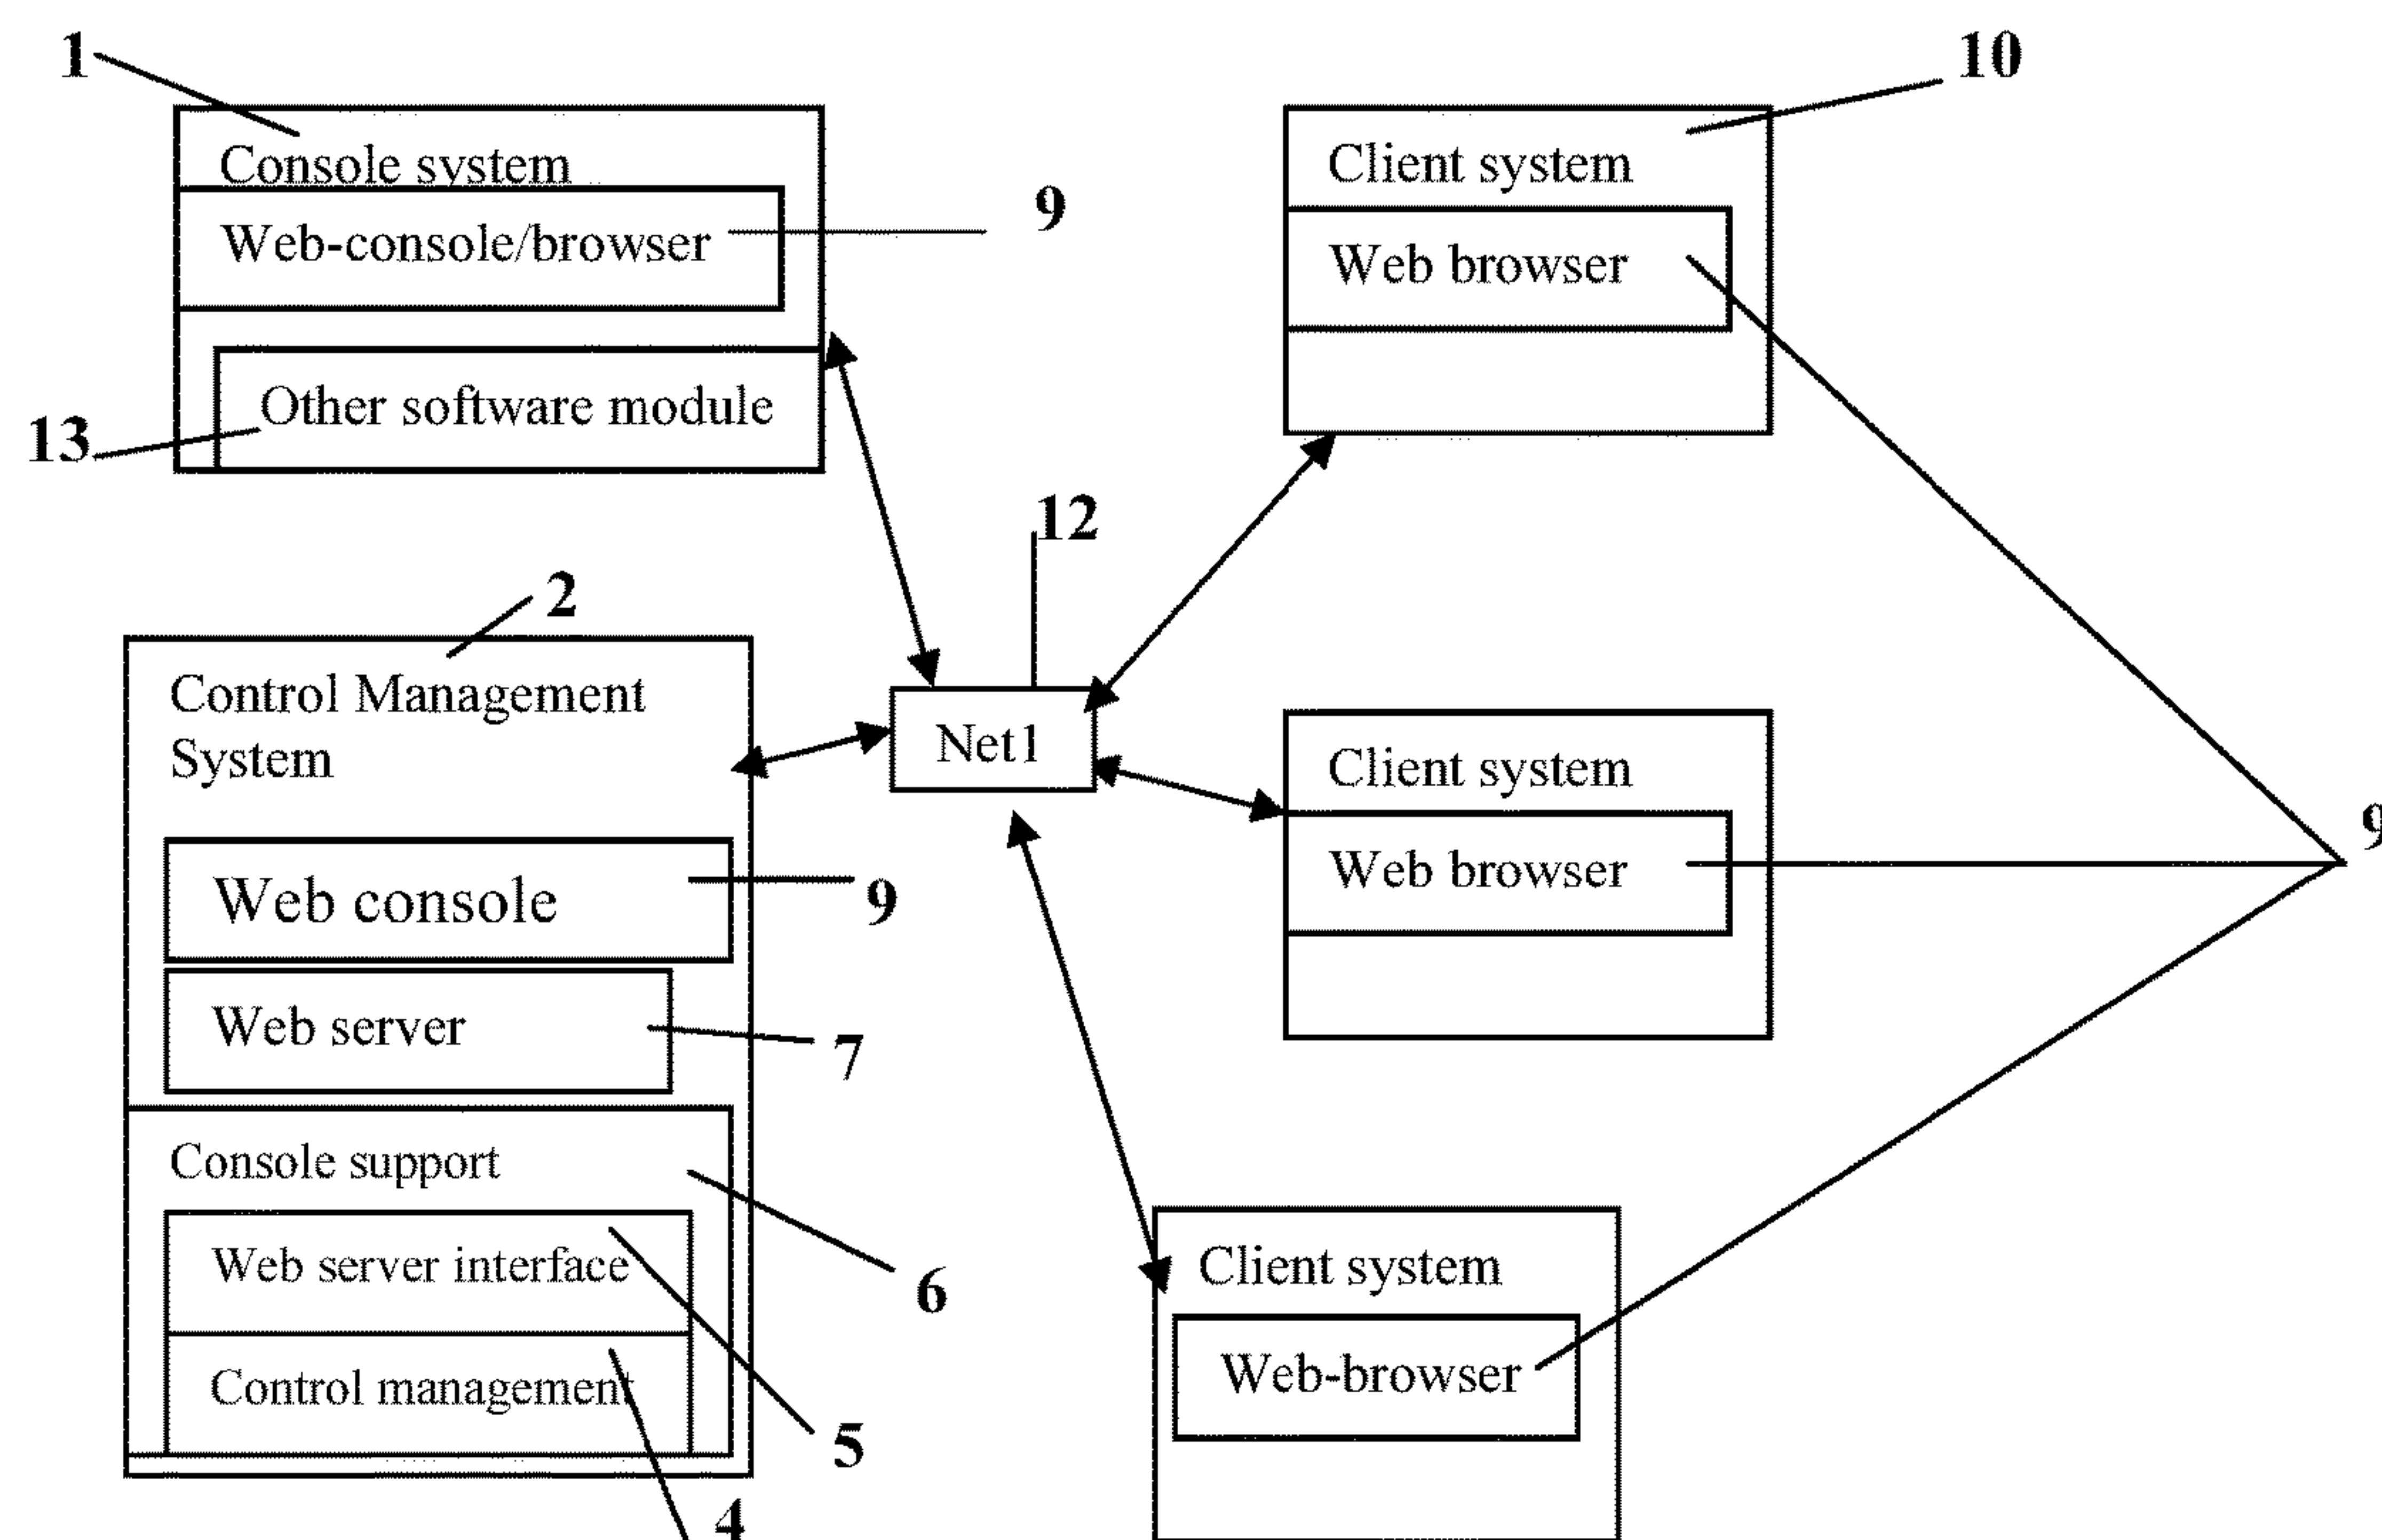 1
10
Console system
Client system
9
Web-console/browser
Web browser
Other software module
13
12
2
Control Management
System
Net1
Client system
9
Web browser
Web console
9
Web server
7
Console support
Web server interface
6
Client system
Control management
Web-browser
5
4